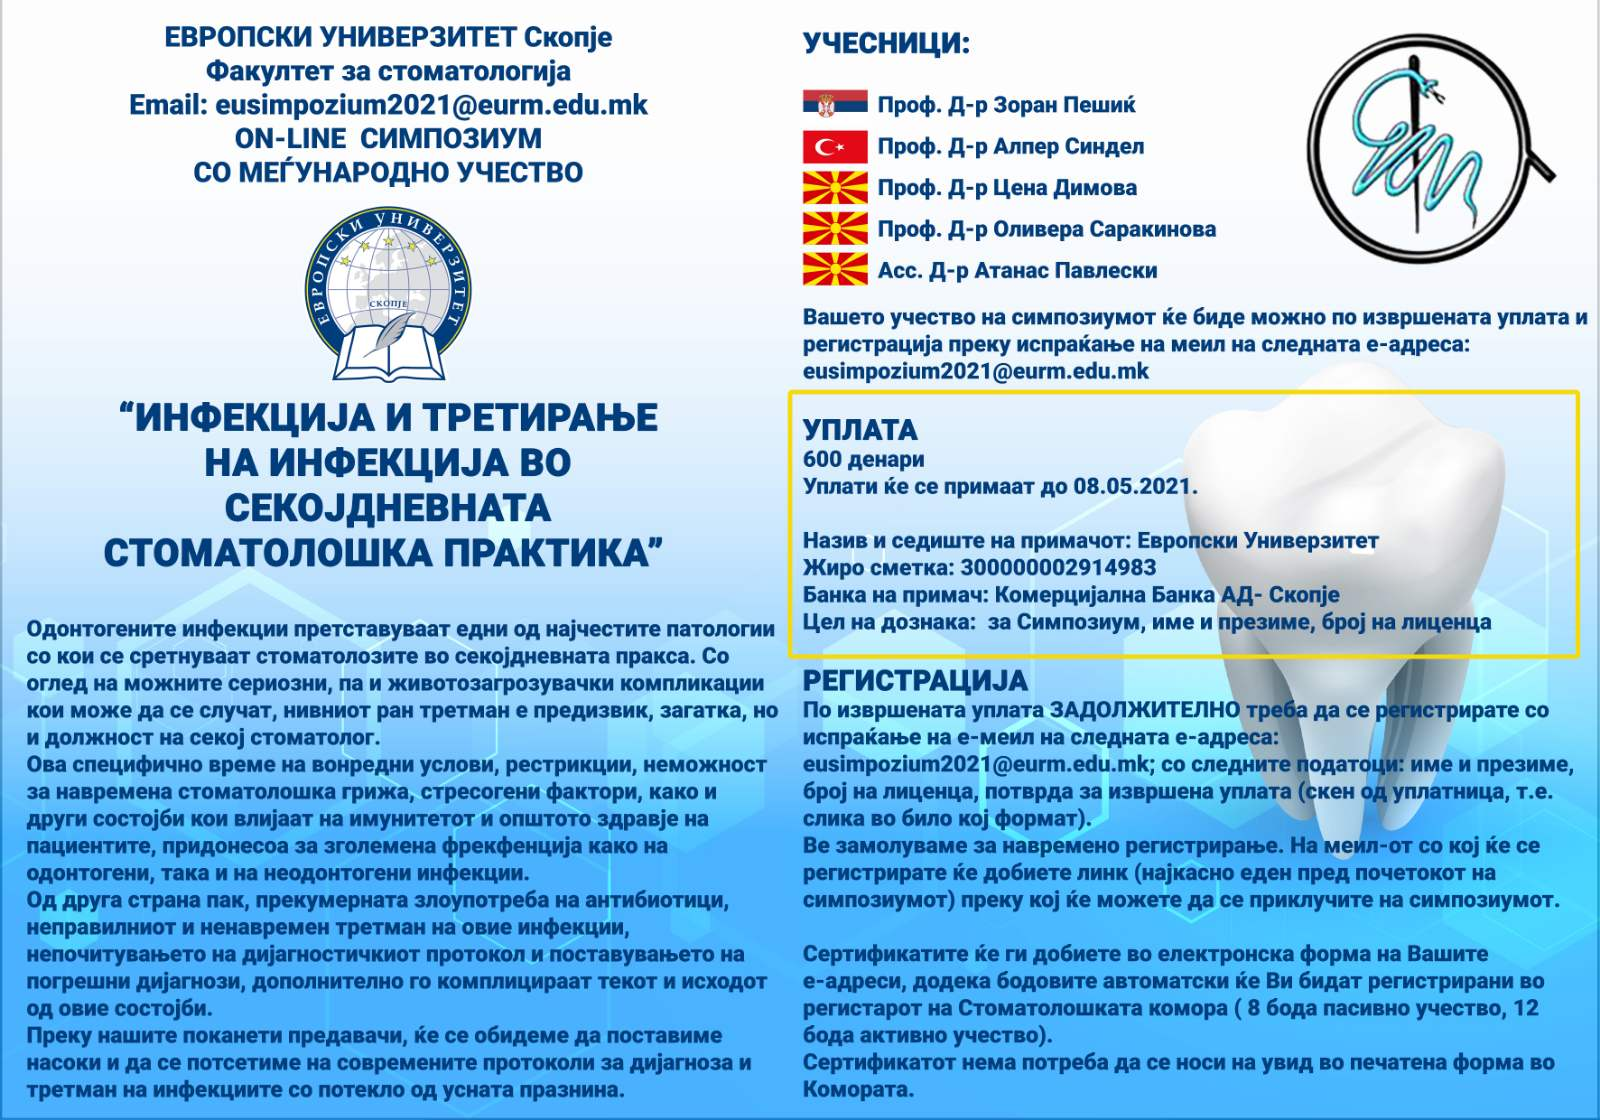 ЕВРОПСКИ УНИВЕРЗИТЕТ Скопје
Факултет за стоматологија
Email: eusimpozium2021@eurm.edu.mk
ON-LINE СИМПОЗИУМ
СО МЕЃУНАРОДНО УЧЕСТВО
ЕВРОПСКИ УНИВЕРЗИТЕТ
СКОПЈЕ
“ИНФЕКЦИЈА И ТРЕТИРАЊЕ
НА ИНФЕКЦИЈА ВО
СЕКОЈДНЕВНАТА
СТОМАТОЛОШКА ПРАКТИКА”
Одонтогените инфекции претставуваат едни од најчестите патологии
со кои се сретнуваат стоматолозите во секојдневната пракса. Со
оглед на можните сериозни, па и животозагрозувачки компликации
кои може да се случат, нивниот ран третман е предизвик, загатка, но
и должност на секој стоматолог.
Ова специфично време на вонредни услови, рестрикции, неможност
за навремена стоматолошка грижа, стресогени фактори, како и
други состојби кои влијаат на имунитетот и општото здравје на
пациентите, придонесоа за зголемена фрекфенција како на
одонтогени, така и на неодонтогени инфекции.
Од друга страна пак, прекумерната злоупотреба на антибиотици,
неправилниот и ненавремен третман на овие инфекции,
непочитувањето на дијагностичкиот протокол и поставувањето на
погрешни дијагнози, дополнително го комплицираат текот и исходот
од овие состојби.
Преку нашите поканети предавачи, ќе се обидеме да поставиме
насоки и да се потсетиме на современите протоколи за дијагноза и
третман на инфекциите со потекло од усната празнина.
УЧЕСНИЦИ:
Проф. Д-р Зоран Пешиќ
Проф. Д-р Алпер Синдел
Проф. Д-р Цена Димова
Проф. Д-р Оливера Саракинова
Асс. Д-р Атанас Павлески
Вашето учество на симпозиумот ќе биде можно по извршената уплата и
регистрација преку испраќање на меил на следната е-адреса:
eusimpozium2021@eurm.edu.mk
УПЛАТА
600 денари
Уплати ќе се примаат до 08.05.2021.
Назив и седиште на примачот: Европски Универзитет
Жиро сметка: 300000002914983
Банка на примач: Комерцијална Банка АД- Скопје
Цел на дознака: за Симпозиум, име и презиме, број на лиценца
РЕГИСТРАЦИЈА
По извршената уплата ЗАДОЛЖИТЕЛНО треба да се регистрирате со
испраќање на е-меил на следната е-адреса:
eusimpozium2021@eurm.edu.mk; со следните податоци: име и презиме,
број на лиценца, потврда за извршена уплата (скен од уплатница, т.е.
слика во било кој формат).
Ве замолуваме за навремено регистрирање. На меил-от со кој ќе се
регистрирате ќе добиете линк (најкасно еден пред почетокот на
симпозиумот) преку кој ќе можете да се приклучите на симпозиумот.
Сертификатите ќе ги добиете во електронска форма на Вашите
е-адреси, додека бодовите автоматски ќе Ви бидат регистрирани во
регистарот на Стоматолошката комора ( 8 бода пасивно учество, 12
бода активно учество).
Сертификатот нема потреба да се носи на увид во печатена форма во
Комората.